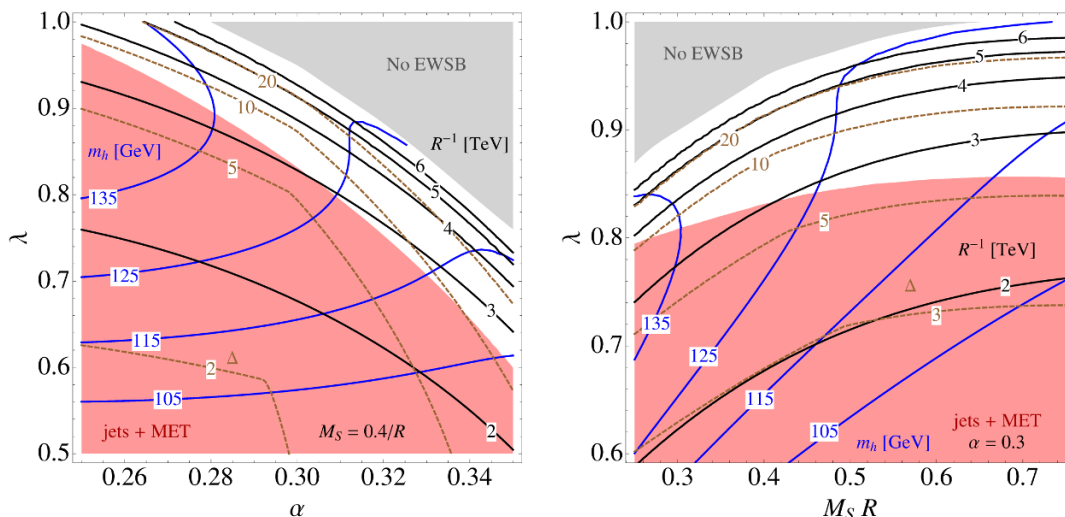 1.0
0.9
0.8
0.7
0.6
0.5
λ
No EWSB
R⁻¹ [TeV]
m_h [GeV]
20
10
5
2
Δ
135
125
115
105
6
5
4
3
2
jets + MET
M_S = 0.4/R
0.26
0.28
0.30
0.32
0.34
α
1.0
0.9
0.8
0.7
0.6
λ
No EWSB
6
5
4
3
20
10
5
R⁻¹ [TeV]
Δ
2
3
135
125
115
105
jets + MET
m_h [GeV]
α = 0.3
0.3
0.4
0.5
0.6
0.7
M_S R